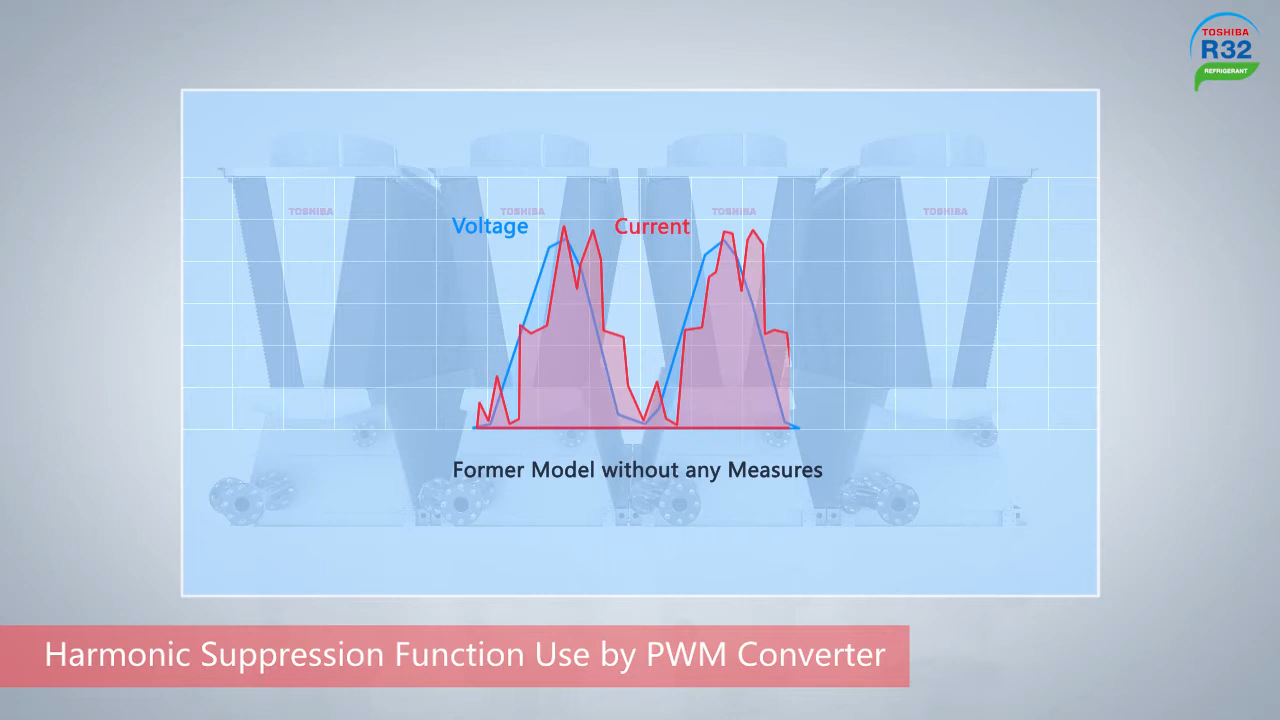 TOSHIBA
R32
REFRIGERANT
TOSHIBA TOSHIBA TOSHIBA TOSHIBA
Voltage Current
Former Model without any Measures
Harmonic Suppression Function Use by PWM Converter